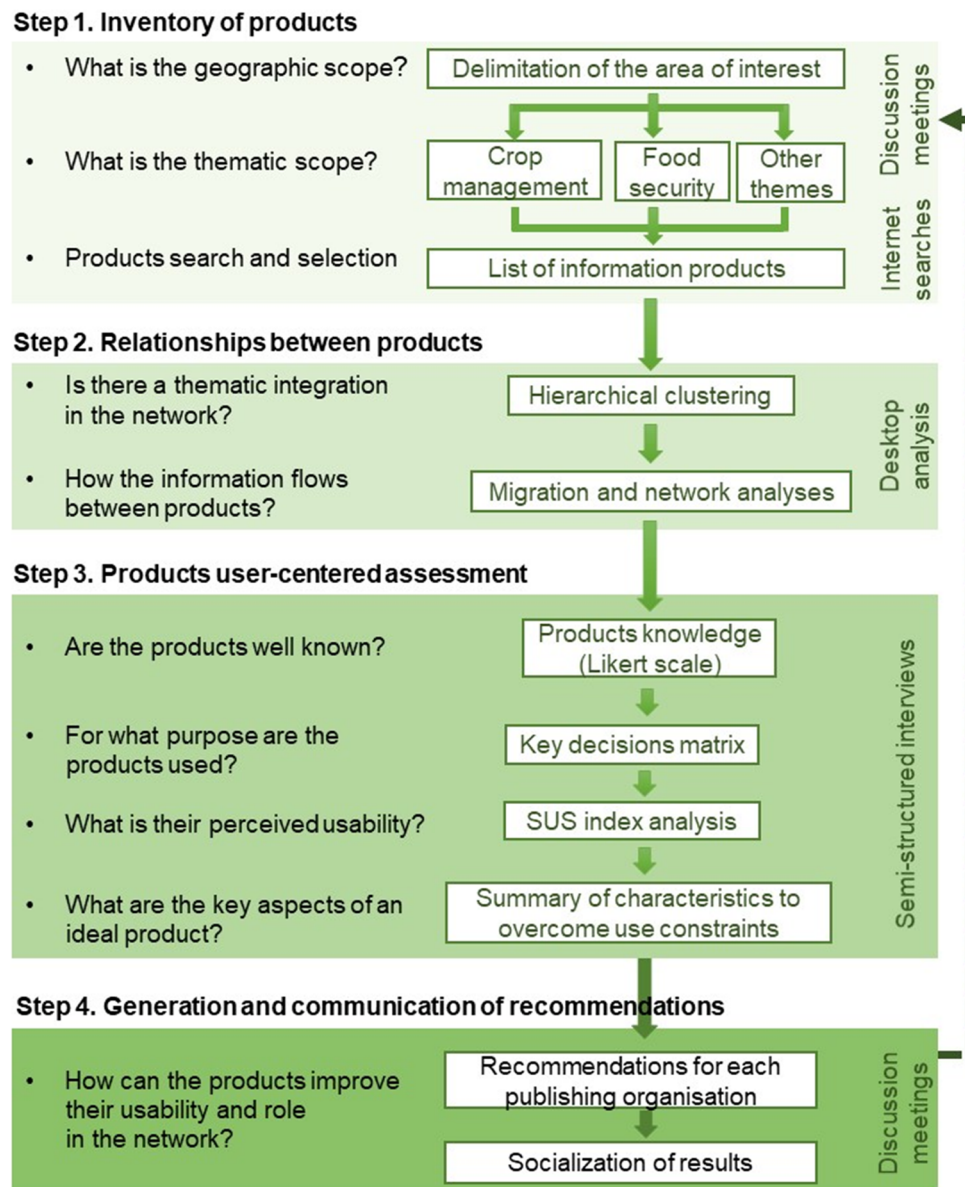 Step 1. Inventory of products
• What is the geographic scope?
Delimitation of the area of interest
• What is the thematic scope?
Crop
management
Food
security
Other
themes
• Products search and selection
List of information products
Discussion
meetings
Internet
searches
Step 2. Relationships between products
• Is there a thematic integration
in the network?
Hierarchical clustering
• How the information flows
between products?
Migration and network analyses
Desktop
analysis
Step 3. Products user-centered assessment
• Are the products well known?
Products knowledge
(Likert scale)
• For what purpose are the
products used?
Key decisions matrix
• What is their perceived usability?
SUS index analysis
• What are the key aspects of an
ideal product?
Summary of characteristics to
overcome use constraints
Semi-structured interviews
Step 4. Generation and communication of recommendations
• How can the products improve
their usability and role
in the network?
Recommendations for each
publishing organisation
Socialization of results
Discussion
meetings